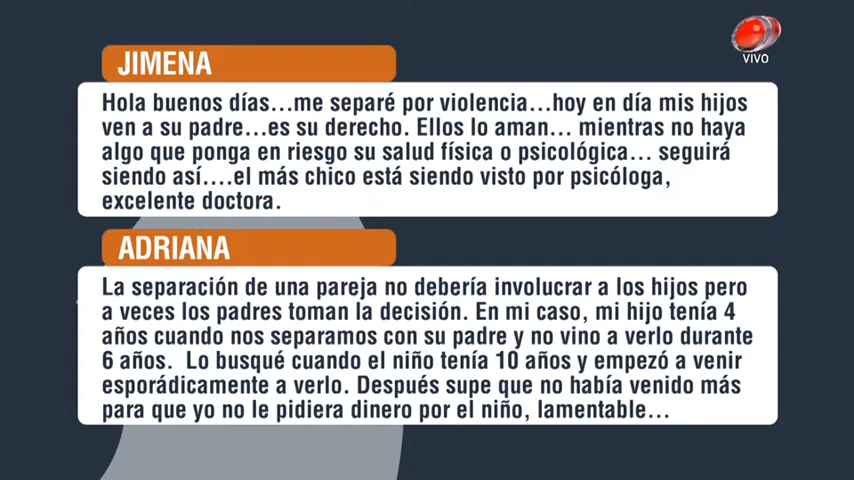 VIVO
JIMENA
Hola buenos días...me separé por violencia...hoy en día mis hijos
ven a su padre...es su derecho. Ellos lo aman... mientras no haya
algo que ponga en riesgo su salud física o psicológica... seguirá
siendo así....el más chico está siendo visto por psicóloga,
excelente doctora.
ADRIANA
La separación de una pareja no debería involucrar a los hijos pero
a veces los padres toman la decisión. En mi caso, mi hijo tenía 4
años cuando nos separamos con su padre y no vino a verlo durante
6 años.  Lo busqué cuando el niño tenía 10 años y empezó a venir
esporádicamente a verlo. Después supe que no había venido más
para que yo no le pidiera dinero por el niño, lamentable...